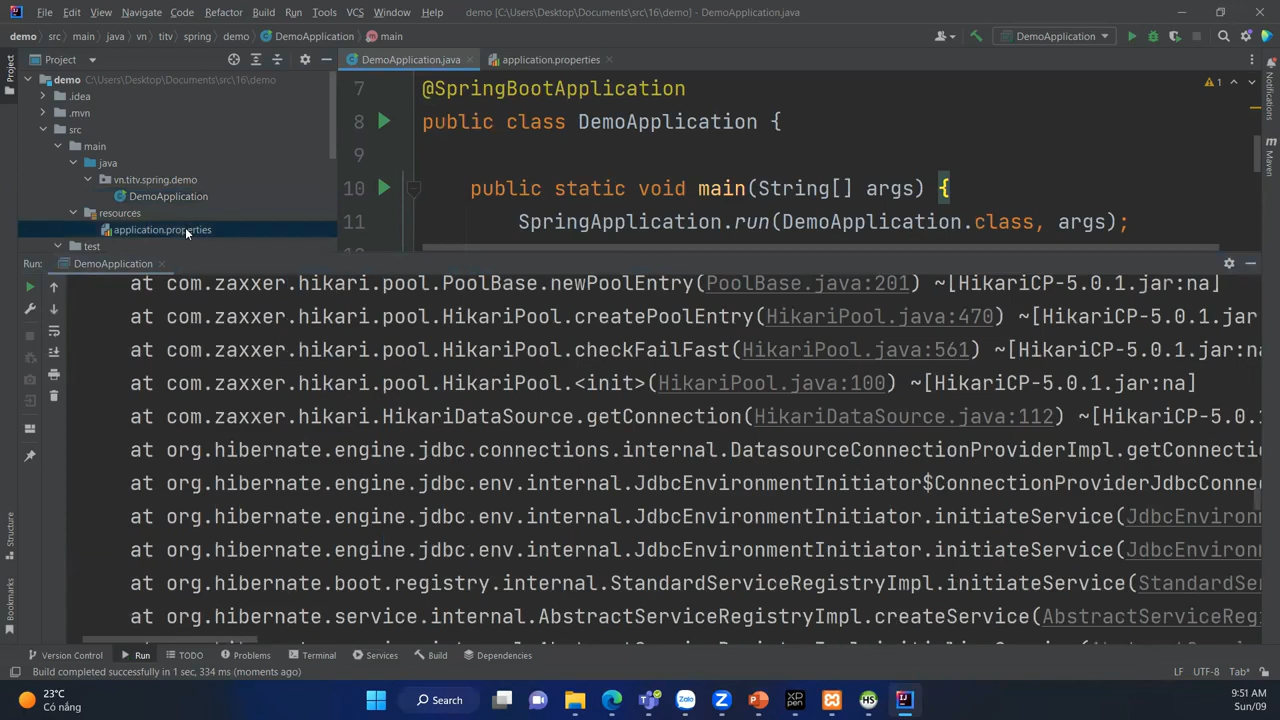 File Edit View Navigate Code Refactor Build Run Tools VCS Window Help demo [C:\Users\Desktop\Documents\src\16\demo] - DemoApplication.java
demo src main java vn titv spring demo DemoApplication main DemoApplication
Project DemoApplication.java application.properties
Project
demo C:\Users\Desktop\Documents\src\16\demo
.idea
.mvn
src
main
java
vn.titv.spring.demo
DemoApplication
resources
application.properties
test
7 @SpringBootApplication
8 public class DemoApplication {
9
10 public static void main(String[] args) {
11 SpringApplication.run(DemoApplication.class, args);
1
Notifications
Maven
Run: DemoApplication
at com.zaxxer.hikari.pool.PoolBase.newPoolEntry(PoolBase.java:201) ~[HikariCP-5.0.1.jar:na]
at com.zaxxer.hikari.pool.HikariPool.createPoolEntry(HikariPool.java:470) ~[HikariCP-5.0.1.jar
at com.zaxxer.hikari.pool.HikariPool.checkFailFast(HikariPool.java:561) ~[HikariCP-5.0.1.jar:na
at com.zaxxer.hikari.pool.HikariPool.<init>(HikariPool.java:100) ~[HikariCP-5.0.1.jar:na]
at com.zaxxer.hikari.HikariDataSource.getConnection(HikariDataSource.java:112) ~[HikariCP-5.0.1
at org.hibernate.engine.jdbc.connections.internal.DatasourceConnectionProviderImpl.getConnecti
at org.hibernate.engine.jdbc.env.internal.JdbcEnvironmentInitiator$ConnectionProviderJdbcConnec
at org.hibernate.engine.jdbc.env.internal.JdbcEnvironmentInitiator.initiateService(JdbcEnvironm
at org.hibernate.engine.jdbc.env.internal.JdbcEnvironmentInitiator.initiateService(JdbcEnvironm
at org.hibernate.boot.registry.internal.StandardServiceRegistryImpl.initiateService(StandardSer
at org.hibernate.service.internal.AbstractServiceRegistryImpl.createService(AbstractServiceRegi
Structure
Bookmarks
Version Control Run TODO Problems Terminal Services Build Dependencies
Build completed successfully in 1 sec, 334 ms (moments ago) LF UTF-8 Tab*
23°C
Có nắng
Search
9:51 AM
Sun/09